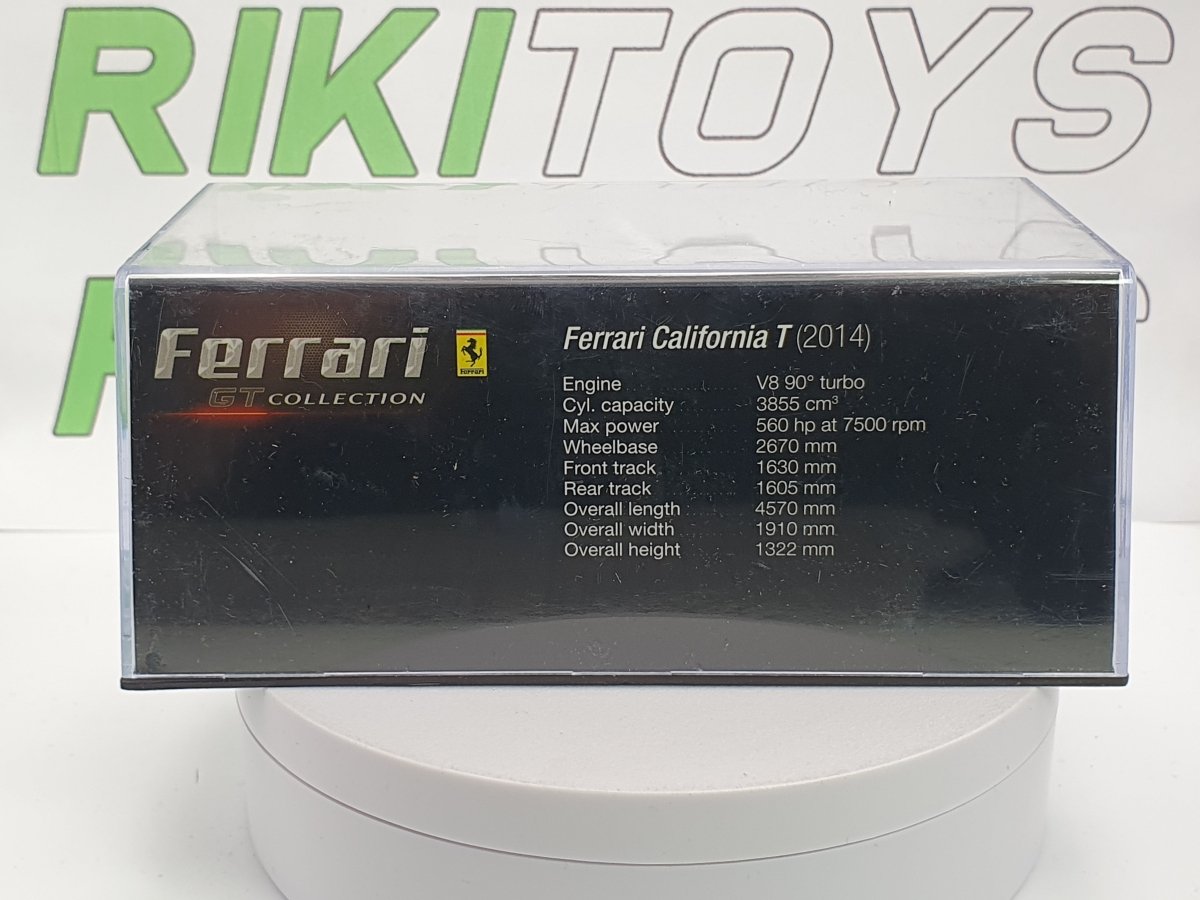 RIKITOYS
Ferrari
GT COLLECTION
Ferrari
Ferrari California T (2014)
Engine V8 90° turbo
Cyl. capacity 3855 cm³
Max power 560 hp at 7500 rpm
Wheelbase 2670 mm
Front track 1630 mm
Rear track 1605 mm
Overall length 4570 mm
Overall width 1910 mm
Overall height 1322 mm